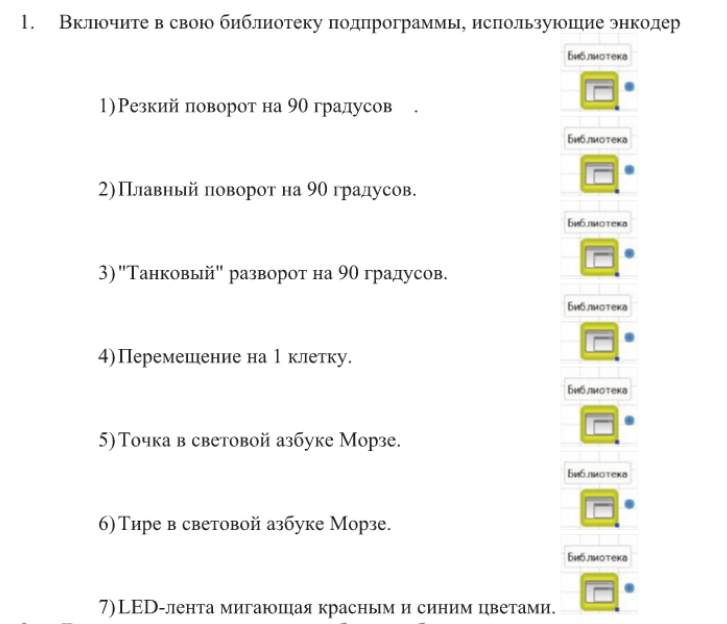 1. Включите в свою библиотеку подпрограммы, использующие энкодер
Библиотека
1) Резкий поворот на 90 градусов .
Библиотека
2) Плавный поворот на 90 градусов.
Библиотека
3) "Танковый" разворот на 90 градусов.
Библиотека
4) Перемещение на 1 клетку.
Библиотека
5) Точка в световой азбуке Морзе.
Библиотека
6) Тире в световой азбуке Морзе.
Библиотека
7) LED-лента мигающая красным и синим цветами.